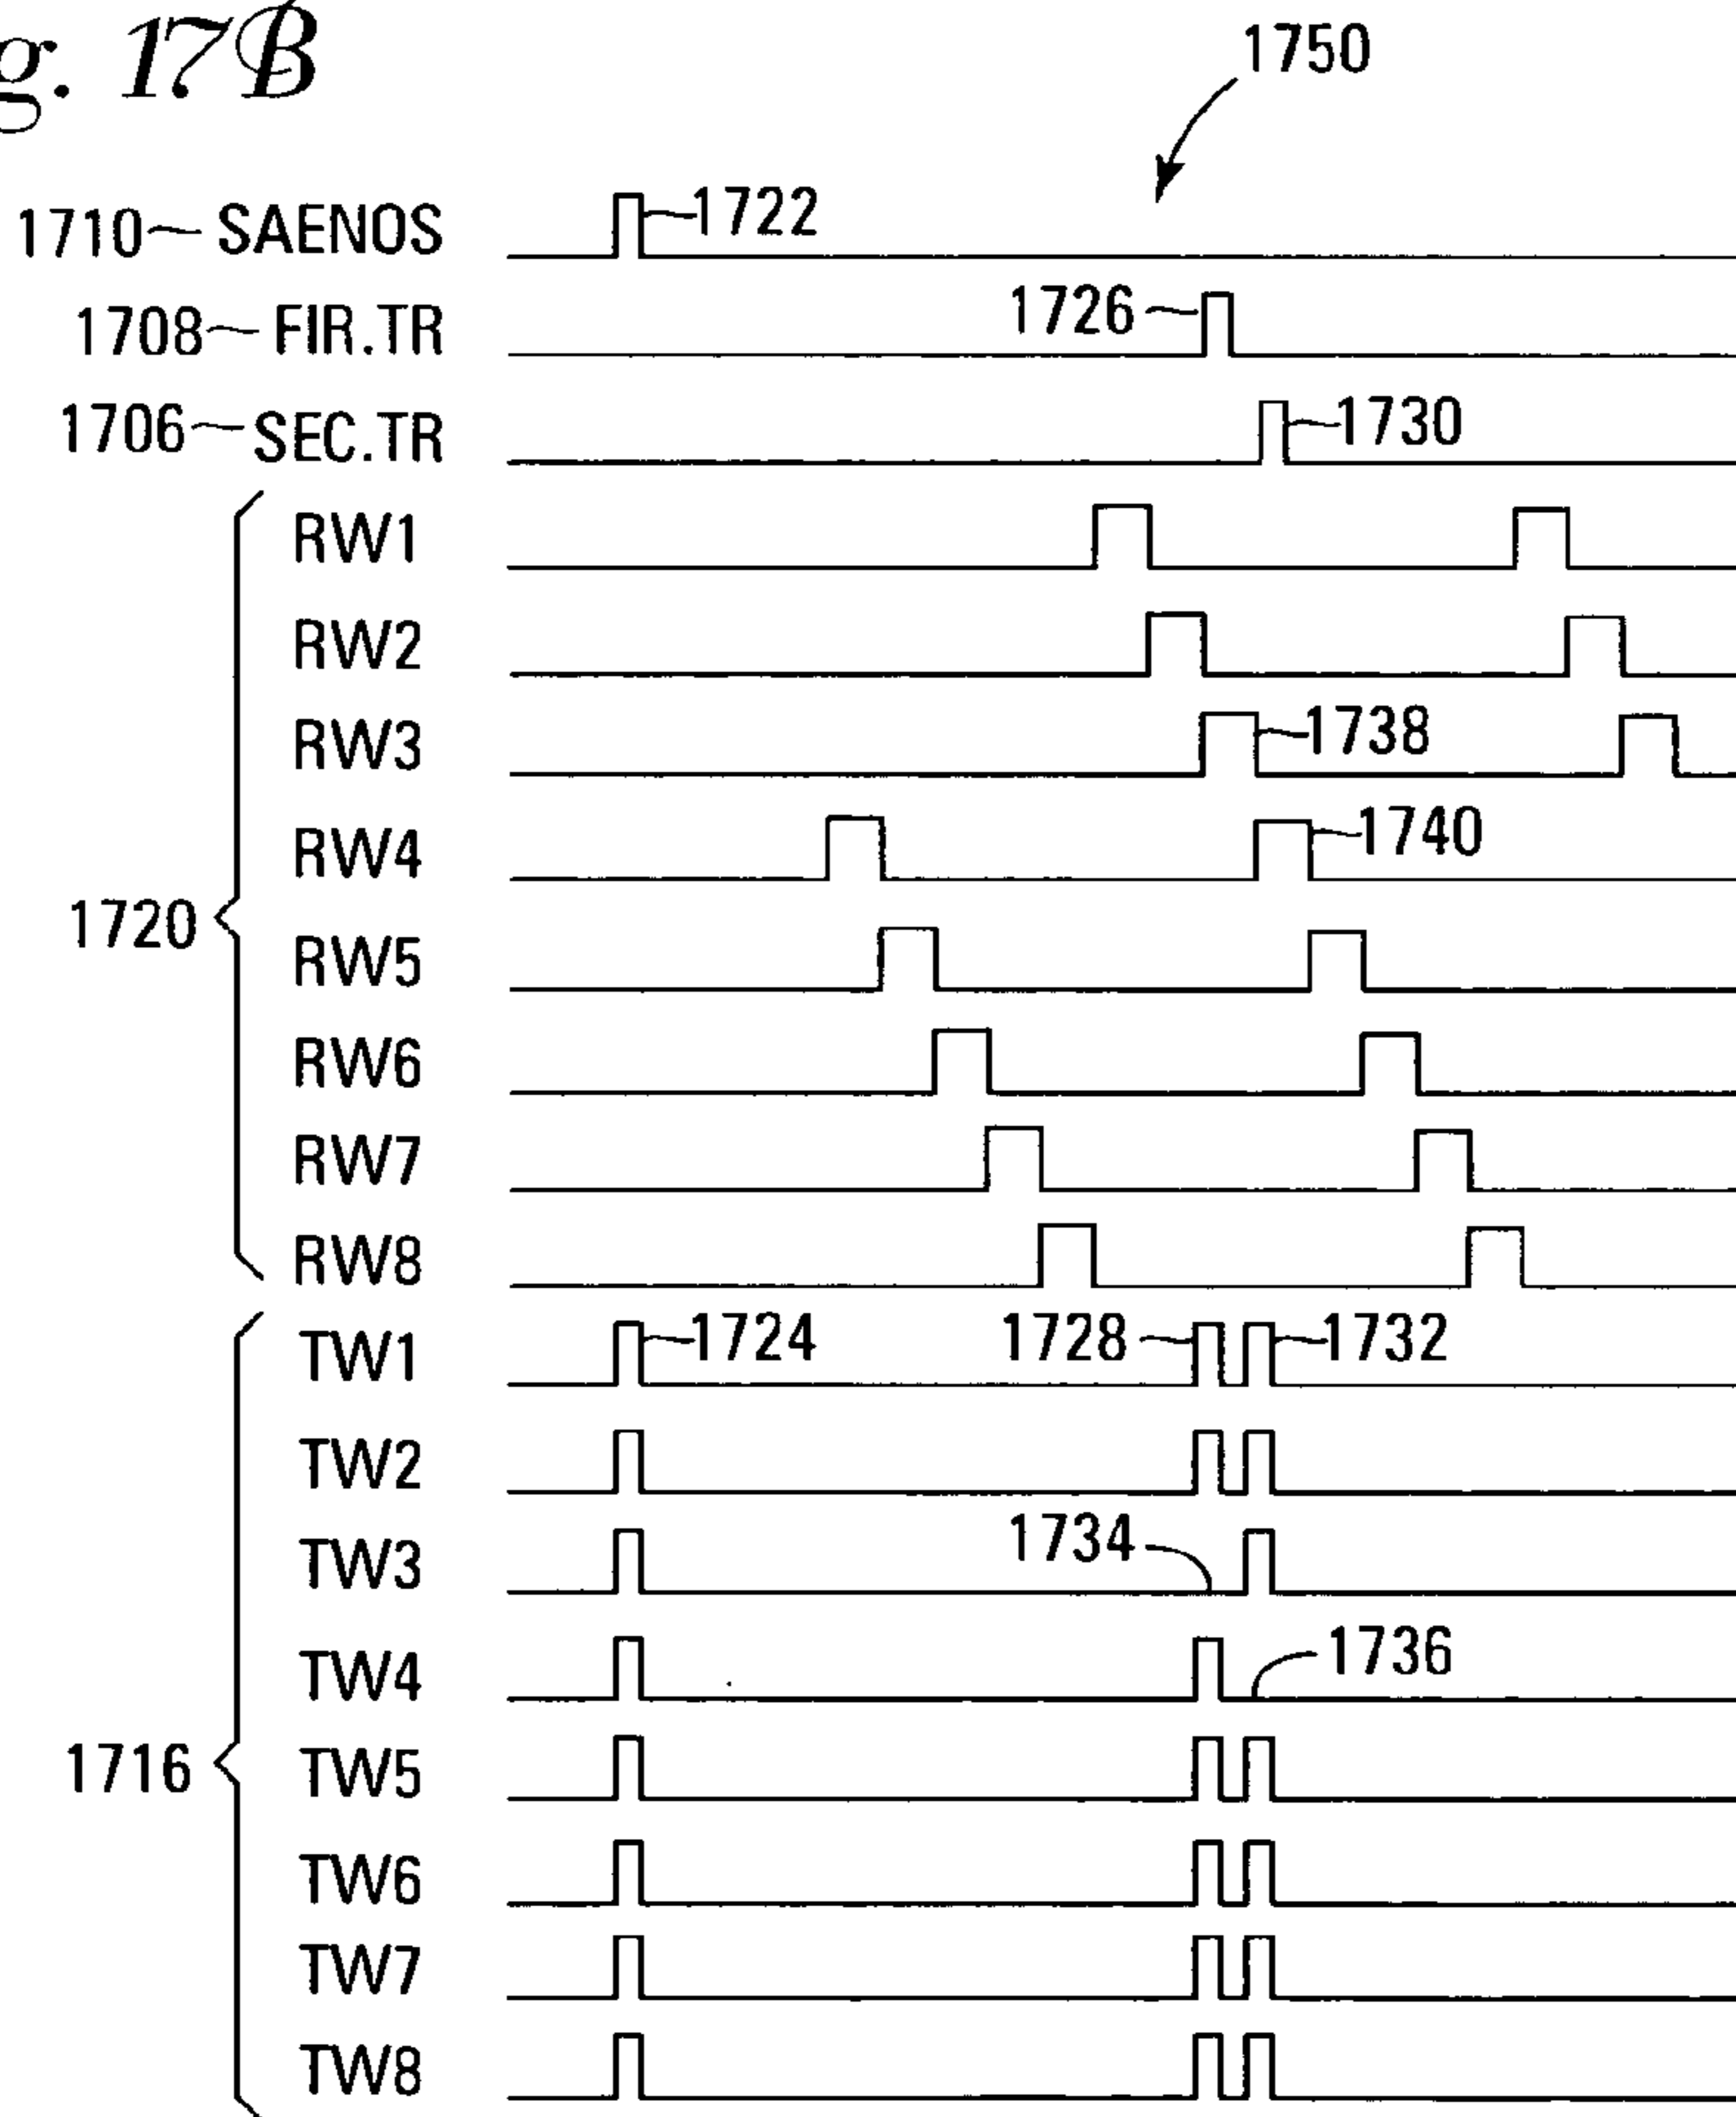 g. 17B
1750
1710 SAENOS 1722
1708 FIR.TR 1726
1706 SEC.TR 1730
RW1
RW2
RW3 1738
RW4 1740
1720
RW5
RW6
RW7
RW8
TW1 1724 1728 1732
TW2
TW3 1734
TW4 1736
1716
TW5
TW6
TW7
TW8